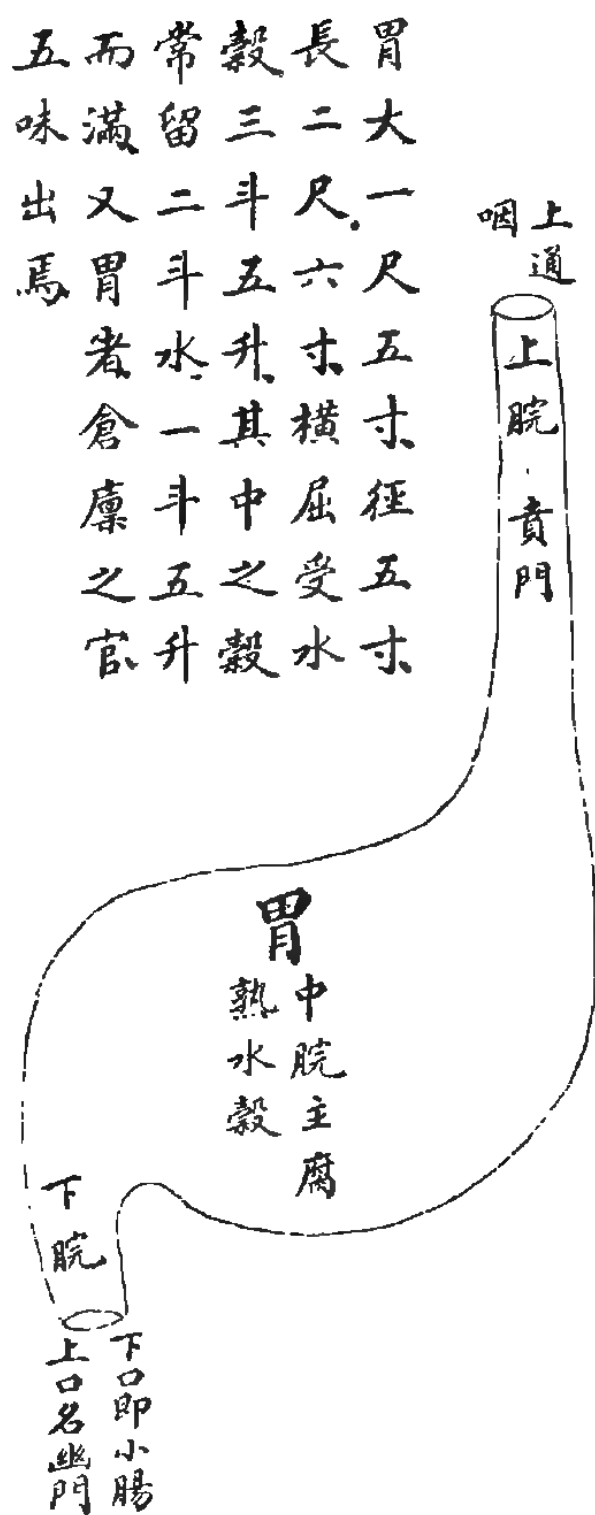 胃大一尺五寸、徑五寸、
長二尺。六寸、橫屈受水
穀三斗五升、其中之穀
常留二斗水、一斗五升
而滿、又胃者、倉廩之官、
五味出焉、
上通
咽
上脘、賁門
胃
中脘主腐
熟水穀
下脘
下口即小腸
上口名幽門